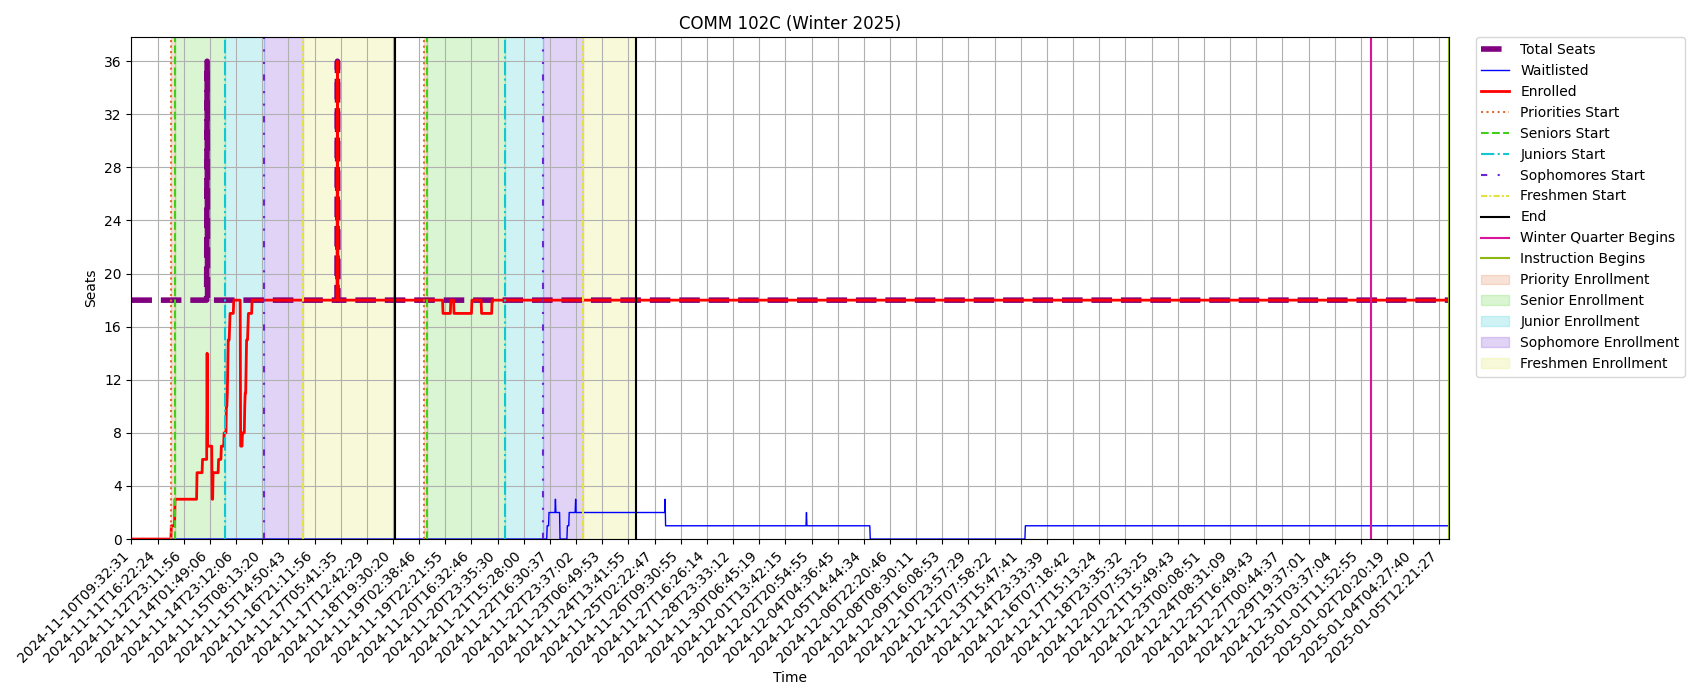 COMM 102C (Winter 2025)
Seats
36
32
28
24
20
16
12
8
4
0
2024-11-10T09:32:31
2024-11-11T16:22:24
2024-11-12T23:11:56
2024-11-14T01:49:06
2024-11-14T23:12:06
2024-11-15T08:13:20
2024-11-15T14:50:43
2024-11-16T21:11:56
2024-11-17T05:41:35
2024-11-17T12:42:29
2024-11-18T19:30:20
2024-11-19T02:38:46
2024-11-19T22:21:55
2024-11-20T16:32:46
2024-11-20T23:35:30
2024-11-21T15:28:00
2024-11-22T16:30:37
2024-11-22T23:37:02
2024-11-23T06:49:53
2024-11-24T13:41:55
2024-11-25T02:22:47
2024-11-26T09:30:55
2024-11-27T16:26:14
2024-11-28T23:33:12
2024-11-30T06:45:19
2024-12-01T13:42:15
2024-12-02T20:54:55
2024-12-04T04:36:45
2024-12-05T14:44:34
2024-12-06T22:20:46
2024-12-08T08:30:11
2024-12-09T16:08:53
2024-12-10T23:57:29
2024-12-12T07:58:22
2024-12-13T15:47:41
2024-12-14T23:33:39
2024-12-16T07:18:42
2024-12-17T15:13:24
2024-12-18T23:35:32
2024-12-20T07:53:25
2024-12-21T15:49:43
2024-12-23T00:08:51
2024-12-24T08:31:09
2024-12-25T16:49:43
2024-12-27T00:44:37
2024-12-29T19:37:01
2024-12-31T03:37:04
2025-01-01T11:52:55
2025-01-02T20:20:19
2025-01-04T04:27:40
2025-01-05T12:21:27
Time
Total Seats
Waitlisted
Enrolled
Priorities Start
Seniors Start
Juniors Start
Sophomores Start
Freshmen Start
End
Winter Quarter Begins
Instruction Begins
Priority Enrollment
Senior Enrollment
Junior Enrollment
Sophomore Enrollment
Freshmen Enrollment